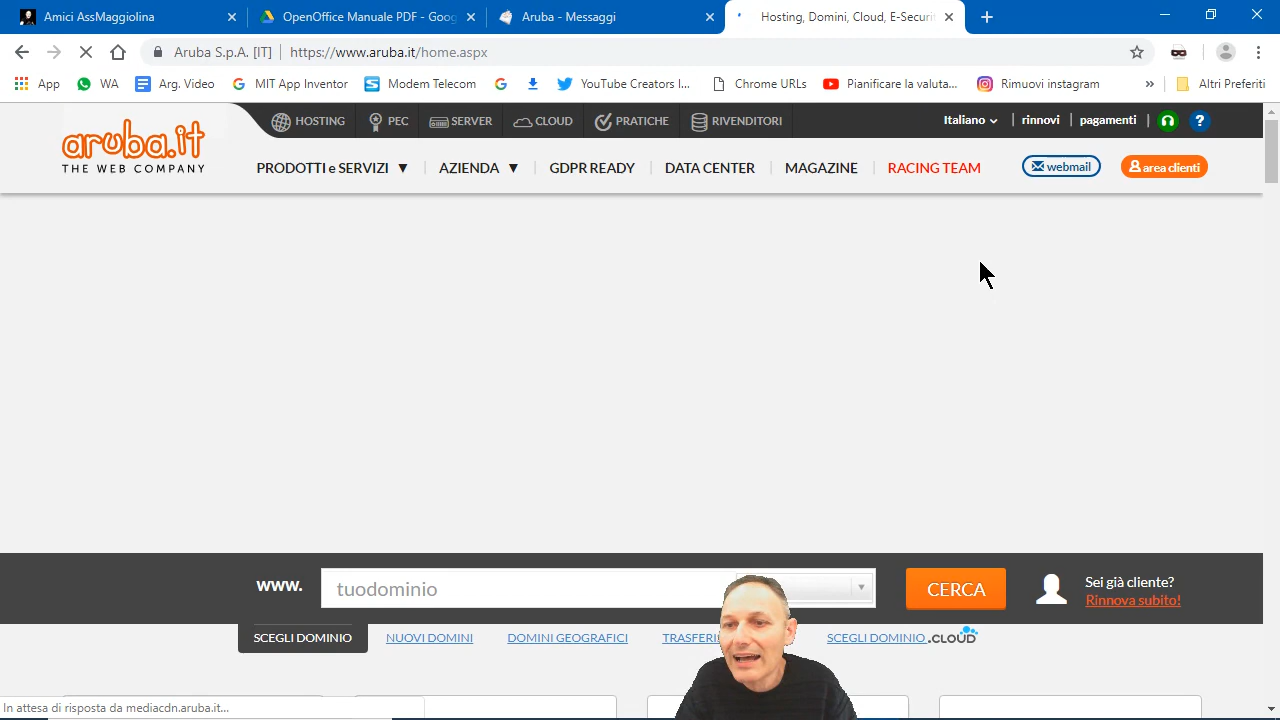 Amici AssMaggiolina
OpenOffice Manuale PDF - Goog
Aruba - Messaggi
Hosting, Domini, Cloud, E-Securi
Aruba S.p.A. [IT] | https://www.aruba.it/home.aspx
App
WA
Arg. Video
MIT App Inventor
Modem Telecom
YouTube Creators I...
Chrome URLs
Pianificare la valuta...
Rimuovi instagram
»
Altri Preferiti
aruba.it
THE WEB COMPANY
HOSTING
PEC
SERVER
CLOUD
PRATICHE
RIVENDITORI
Italiano
rinnovi
pagamenti
?
PRODOTTI e SERVIZI ▼
AZIENDA ▼
GDPR READY
DATA CENTER
MAGAZINE
RACING TEAM
webmail
area clienti
www.
tuodominio
CERCA
Sei già cliente?
Rinnova subito!
SCEGLI DOMINIO
NUOVI DOMINI
DOMINI GEOGRAFICI
SCEGLI DOMINIO .CLOUD
In attesa di risposta da mediacdn.aruba.it...